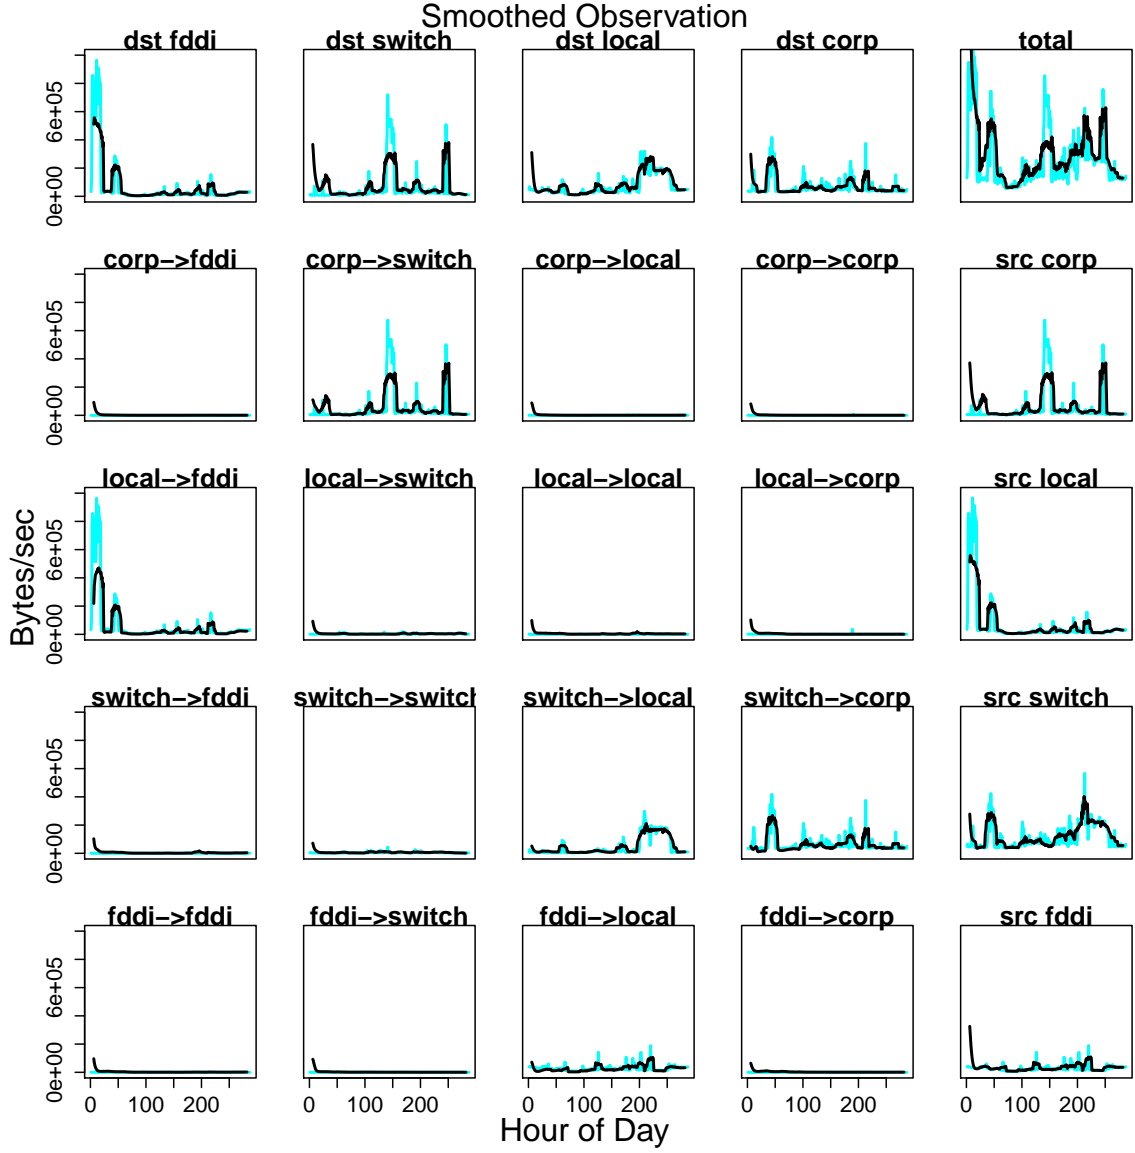 Smoothed Observation
dst fddi dst switch dst local dst corp total
0e+00 6e+05
corp->fddi corp->switch corp->local corp->corp src corp
0e+00 6e+05
local->fddi local->switch local->local local->corp src local
0e+00 6e+05
Bytes/sec
switch->fddi switch->switch switch->local switch->corp src switch
0e+00 6e+05
fddi->fddi fddi->switch fddi->local fddi->corp src fddi
0e+00 6e+05
0 100 200 0 100 200 0 100 200 0 100 200 0 100 200
Hour of Day